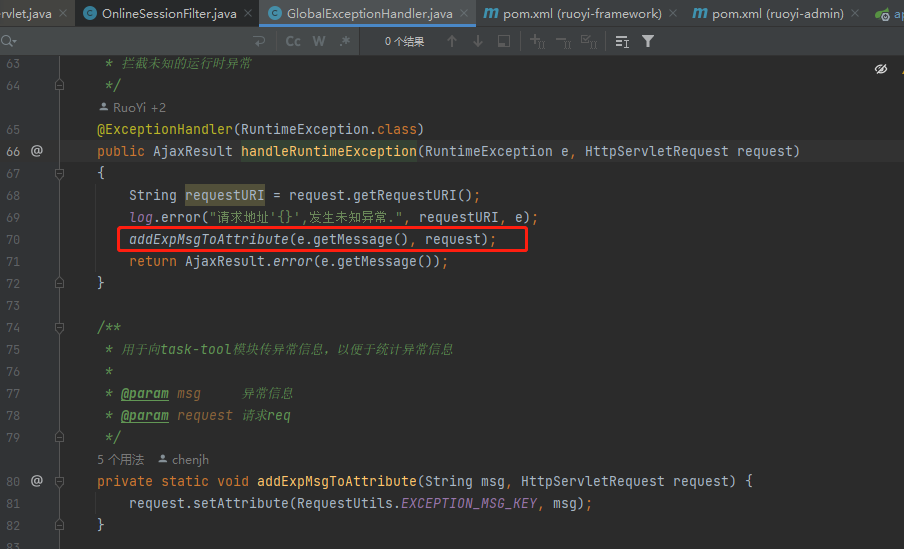 rvlet.java OnlineSessionFilter.java GlobalExceptionHandler.java pom.xml (ruoyi-framework) pom.xml (ruoyi-admin)
Cc W .* 0 个结果
63 * 拦截未知的运行时异常
64 */
RuoYi +2
65 @ExceptionHandler(RuntimeException.class)
66 @ public AjaxResult handleRuntimeException(RuntimeException e, HttpServletRequest request)
67 {
68 String requestURI = request.getRequestURI();
69 log.error("请求地址'{}',发生未知异常.", requestURI, e);
70 addExpMsgToAttribute(e.getMessage(), request);
71 return AjaxResult.error(e.getMessage());
72 }
73
74 /**
75 * 用于向task-tool模块传异常信息，以便于统计异常信息
76 *
77 * @param msg 异常信息
78 * @param request 请求req
79 */
5 个用法 chenjh
80 @ private static void addExpMsgToAttribute(String msg, HttpServletRequest request) {
81 request.setAttribute(RequestUtils.EXCEPTION_MSG_KEY, msg);
82 }
83